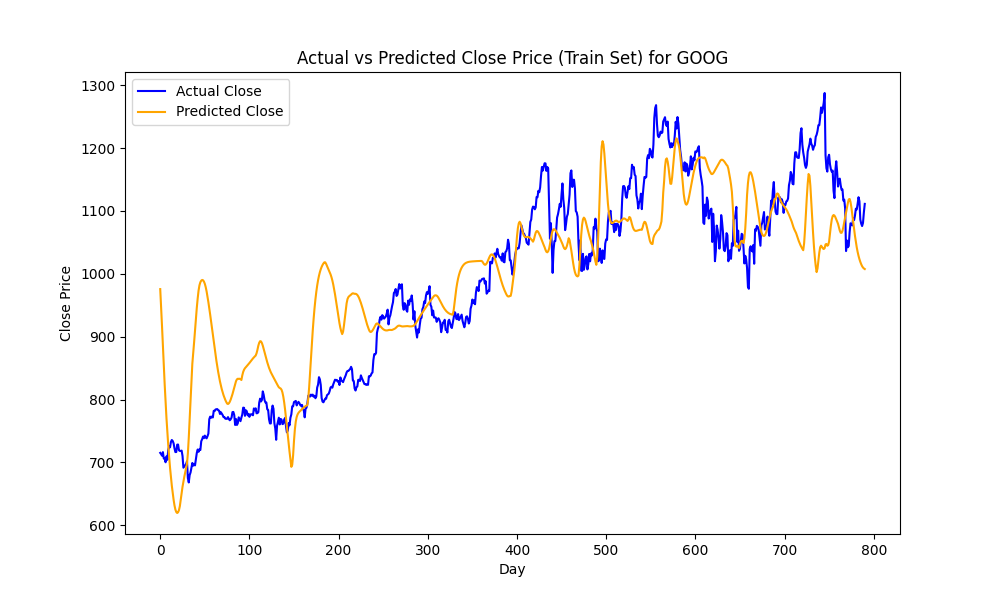 Actual vs Predicted Close Price (Train Set) for GOOG
Actual Close
Predicted Close
1300
1200
1100
1000
900
800
700
600
Close Price
0 100 200 300 400 500 600 700 800
Day